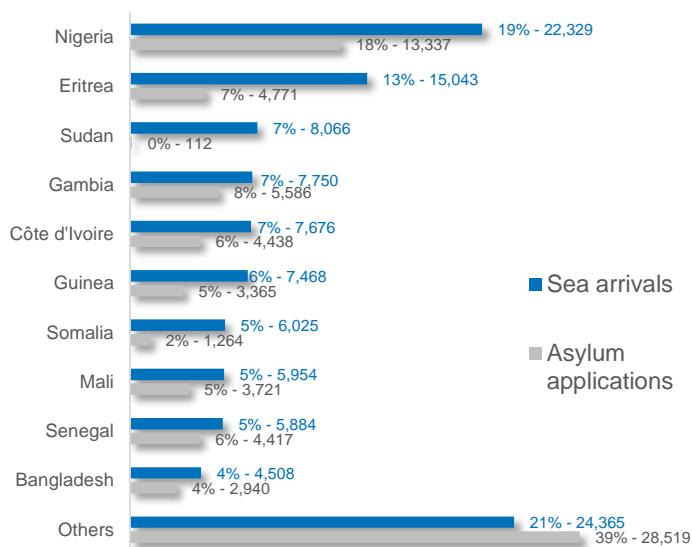 Nigeria
19% - 22,329
18% - 13,337
Eritrea
13% - 15,043
7% - 4,771
Sudan
7% - 8,066
0% - 112
Gambia
7% - 7,750
8% - 5,586
Côte d'Ivoire
7% - 7,676
6% - 4,438
Guinea
6% - 7,468
5% - 3,365
Somalia
5% - 6,025
2% - 1,264
Mali
5% - 5,954
5% - 3,721
Senegal
5% - 5,884
6% - 4,417
Bangladesh
4% - 4,508
4% - 2,940
Others
21% - 24,365
39% - 28,519
Sea arrivals
Asylum
applications